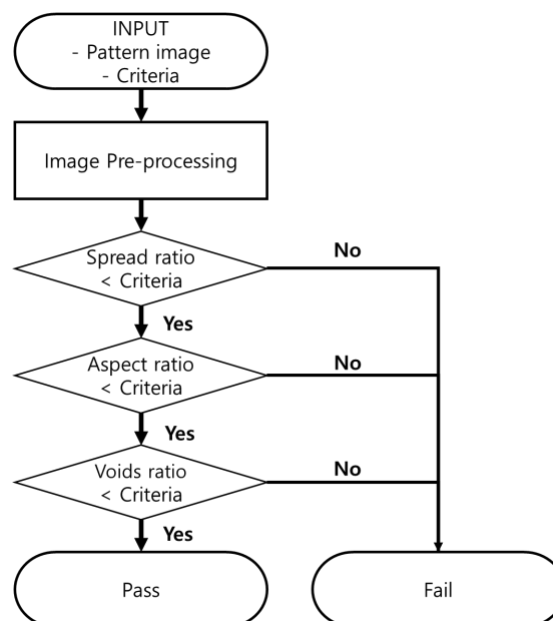 INPUT
- Pattern image
- Criteria
Image Pre-processing
Spread ratio
< Criteria
No
Yes
Aspect ratio
< Criteria
No
Yes
Voids ratio
< Criteria
No
Yes
Pass
Fail